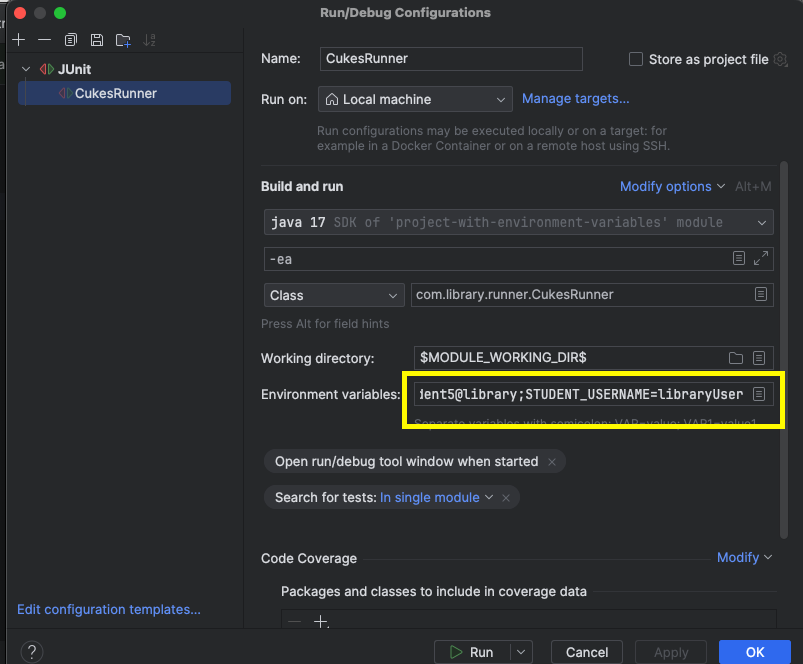 Run/Debug Configurations
JUnit
CukesRunner
Name: CukesRunner Store as project file
Run on: Local machine Manage targets...
Run configurations may be executed locally or on a target: for
example in a Docker Container or on a remote host using SSH.
Build and run Modify options Alt+M
java 17 SDK of 'project-with-environment-variables' module
-ea
Class com.library.runner.CukesRunner
Press Alt for field hints
Working directory: $MODULE_WORKING_DIR$
Environment variables: dent5@library;STUDENT_USERNAME=libraryUser
Separate variables with semicolon: VAR=value; VAR1=value1
Open run/debug tool window when started ×
Search for tests: In single module ×
Code Coverage Modify
Packages and classes to include in coverage data
Edit configuration templates...
? Run Cancel Apply OK